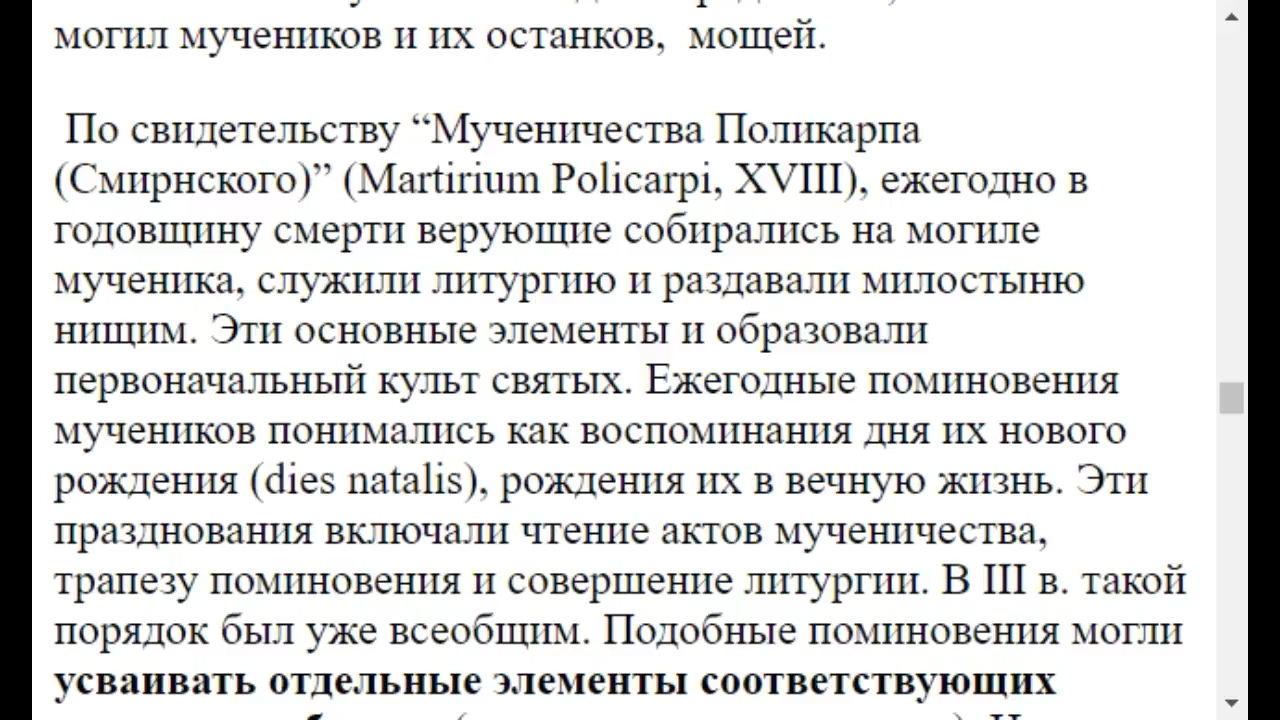 могил мучеников и их останков,  мощей.
По свидетельству “Мученичества Поликарпа
(Смирнского)” (Martirium Policarpi, XVIII), ежегодно в
годовщину смерти верующие собирались на могиле
мученика, служили литургию и раздавали милостыню
нищим. Эти основные элементы и образовали
первоначальный культ святых. Ежегодные поминовения
мучеников понимались как воспоминания дня их нового
рождения (dies natalis), рождения их в вечную жизнь. Эти
празднования включали чтение актов мученичества,
трапезу поминовения и совершение литургии. В III в. такой
порядок был уже всеобщим. Подобные поминовения могли
усваивать отдельные элементы соответствующих